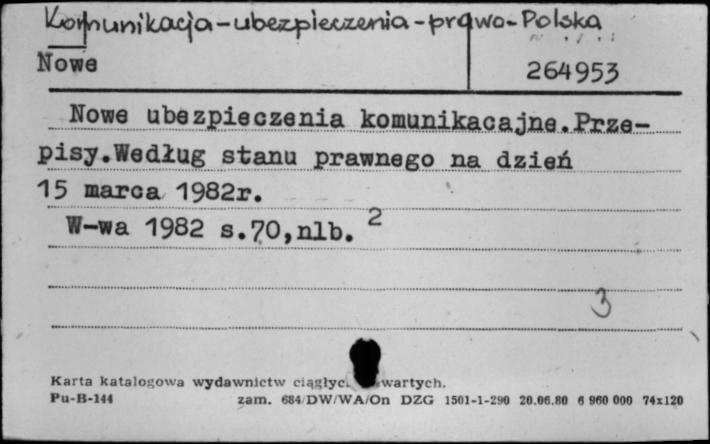 Komunikacja-ubezpieczenia-prawo-Polska
Nowe 264953
Nowe ubezpieczenia komunikacajne.Prze-
pisy.Według stanu prawnego na dzień
15 marca 1982r.
W-wa 1982 s.70,nlb. 2
3
Karta katalogowa wydawnictw
Pu-B-144 zam. 684/DW/WA/On DZG 1501-1-290 20.06.80 6 960 000 74x120